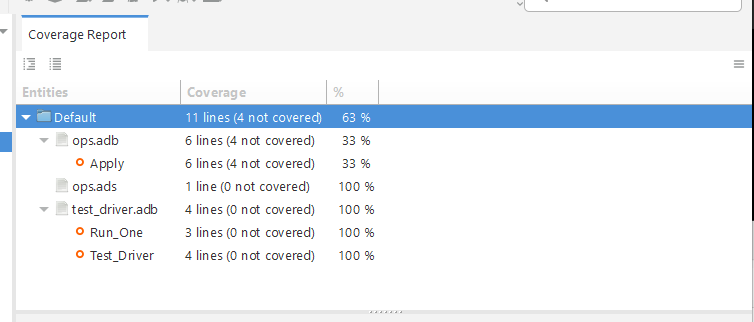 Coverage Report
Entities Coverage %
Default 11 lines (4 not covered) 63 %
ops.adb 6 lines (4 not covered) 33 %
Apply 6 lines (4 not covered) 33 %
ops.ads 1 line (0 not covered) 100 %
test_driver.adb 4 lines (0 not covered) 100 %
Run_One 3 lines (0 not covered) 100 %
Test_Driver 4 lines (0 not covered) 100 %